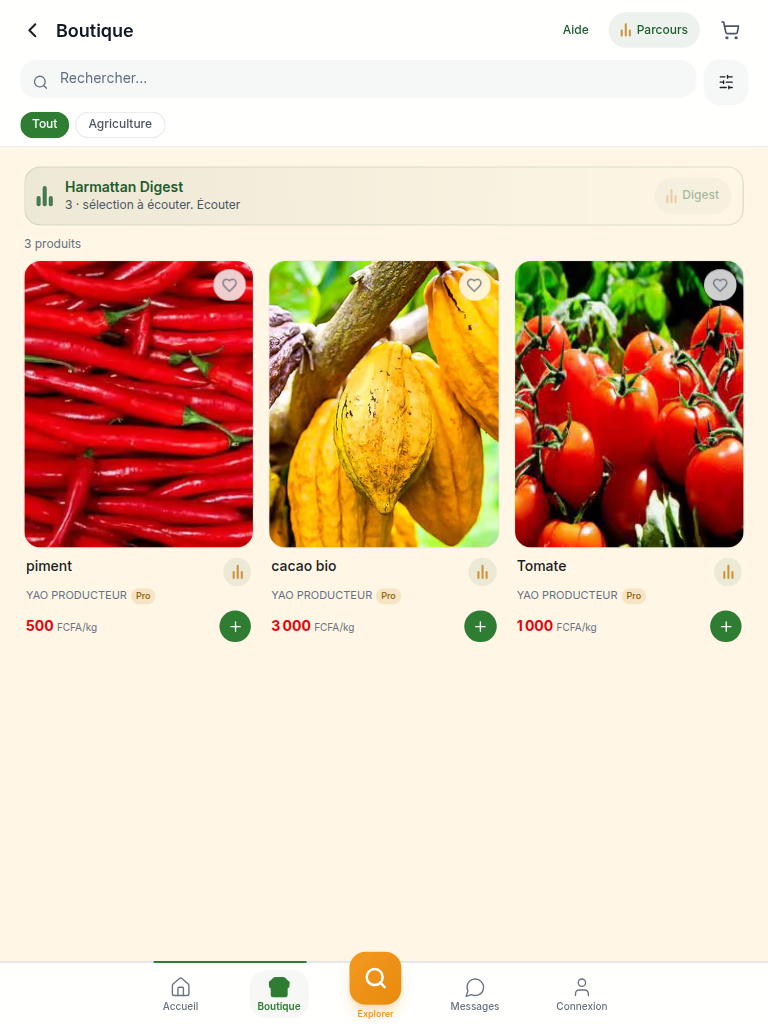 Boutique
Aide
Parcours
Rechercher...
Tout
Agriculture
Harmattan Digest
3 · sélection à écouter. Écouter
Digest
3 produits
piment
YAO PRODUCTEUR Pro
500 FCFA/kg
cacao bio
YAO PRODUCTEUR Pro
3 000 FCFA/kg
Tomate
YAO PRODUCTEUR Pro
1 000 FCFA/kg
Accueil
Boutique
Explorer
Messages
Connexion